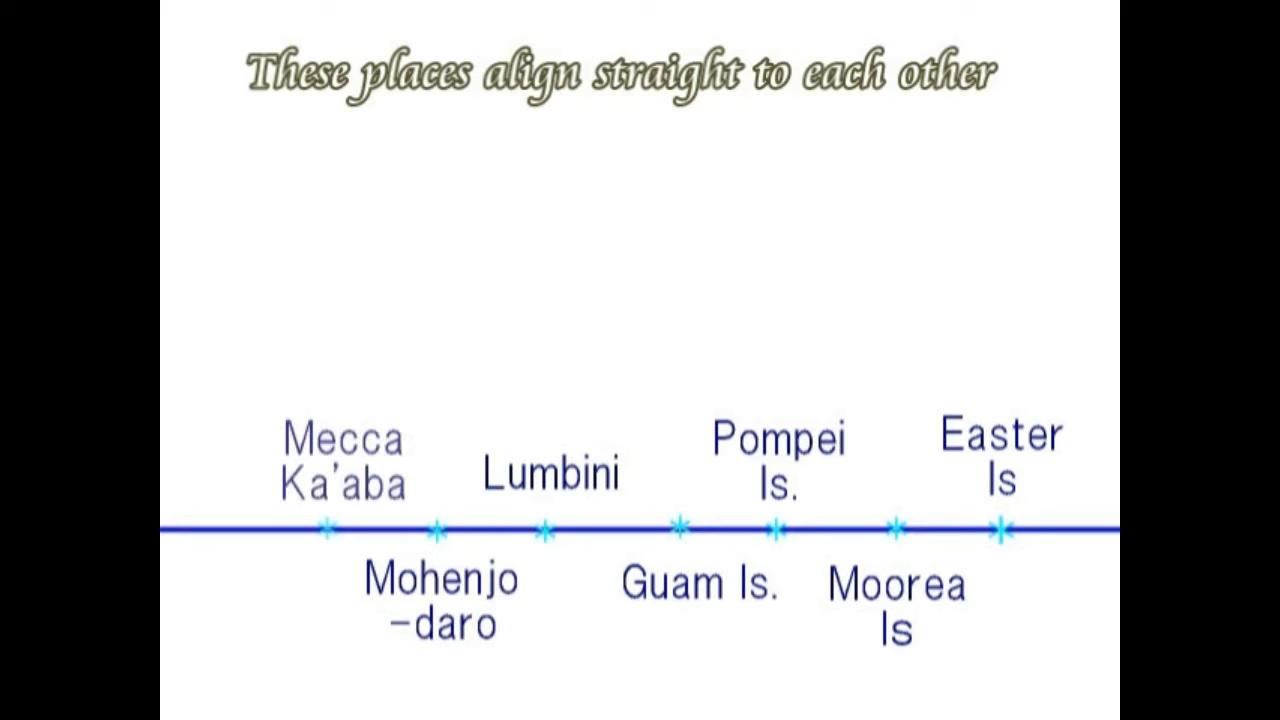 These places align straight to each other
Mecca
Ka'aba
Lumbini
Pompei
Is.
Easter
Is
Mohenjo
-daro
Guam Is.
Moorea
Is